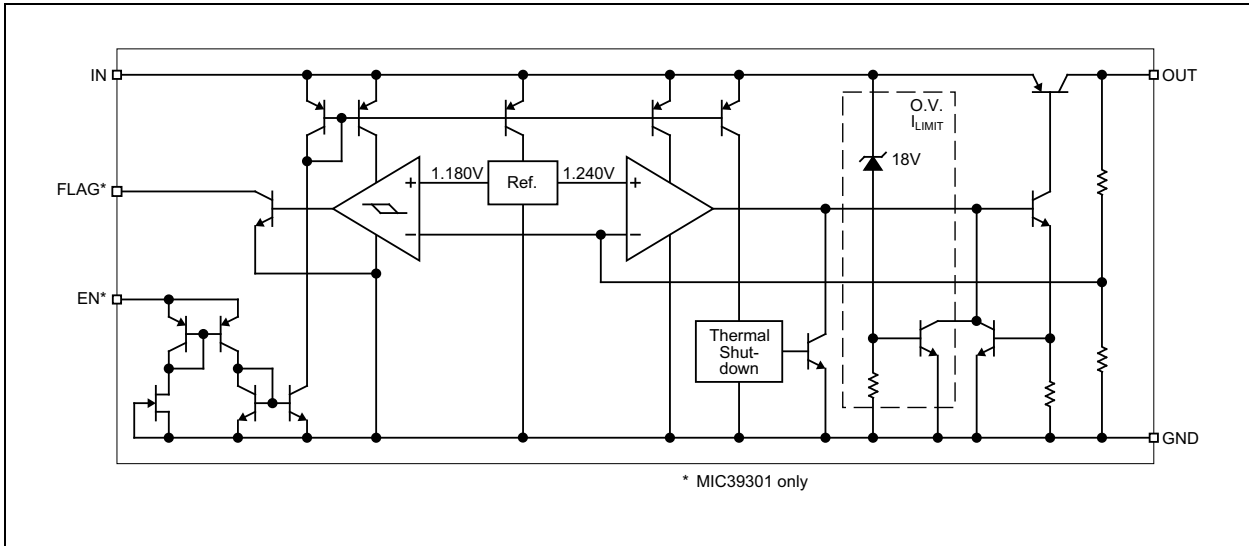 IN
OUT
O.V.
ILIMIT
18V
FLAG*
+
1.180V
Ref.
1.240V
+
−
−
EN*
Thermal
Shut-
down
GND
* MIC39301 only